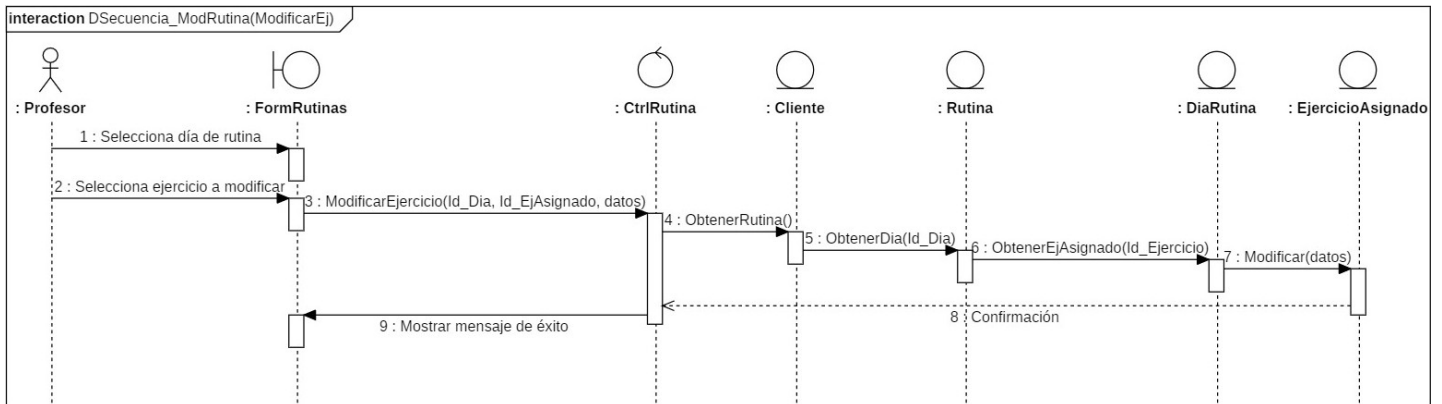 interaction DSecuencia_ModRutina(ModificarEj)
: Profesor
: FormRutinas
: CtrlRutina
: Cliente
: Rutina
: DiaRutina
: EjercicioAsignado
1 : Selecciona día de rutina
2 : Selecciona ejercicio a modificar
3 : ModificarEjercicio(Id_Dia, Id_EjAsignado, datos)
4 : ObtenerRutina()
5 : ObtenerDia(Id_Dia)
6 : ObtenerEjAsignado(Id_Ejercicio)
7 : Modificar(datos)
8 : Confirmación
9 : Mostrar mensaje de éxito